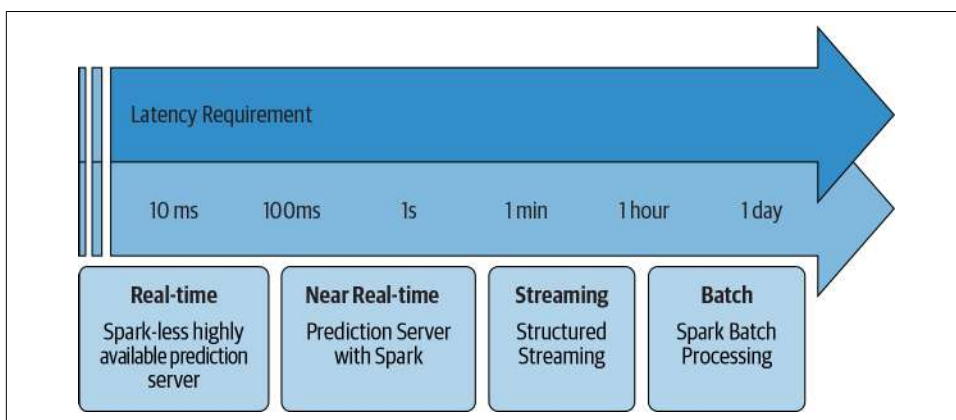 Latency Requirement
10 ms 100ms 1s 1 min 1 hour 1 day
Real-time
Spark-less highly
available prediction
server
Near Real-time
Prediction Server
with Spark
Streaming
Structured
Streaming
Batch
Spark Batch
Processing